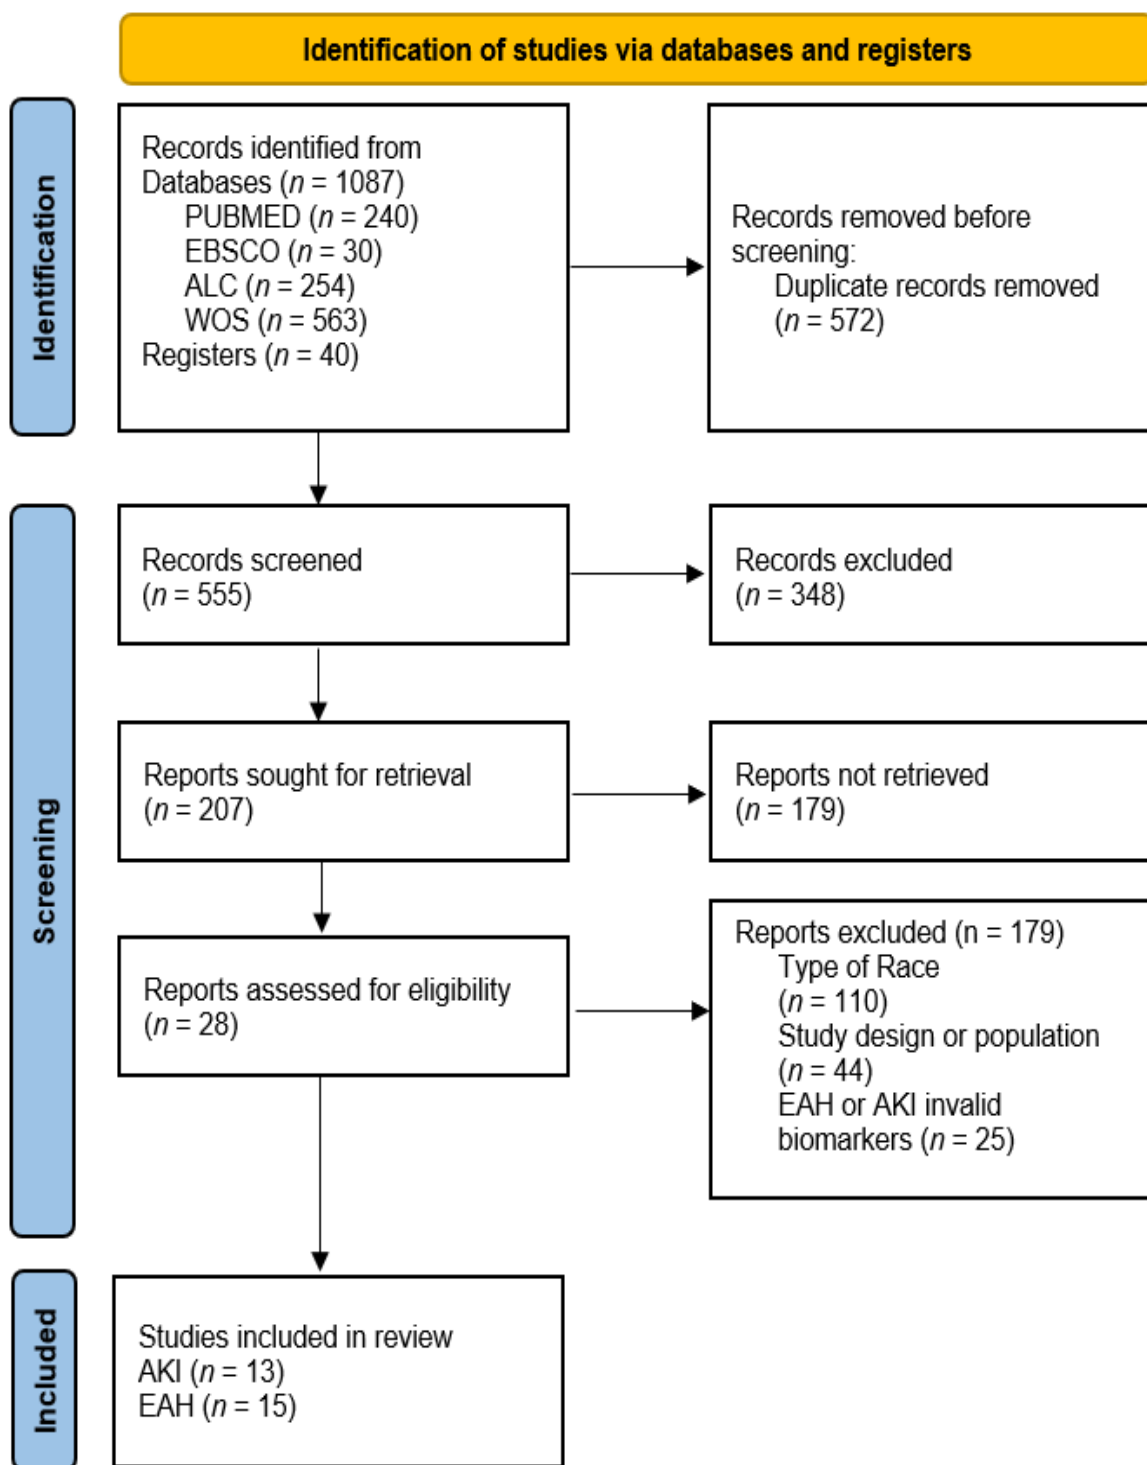 Identification of studies via databases and registers
Identification
Records identified from
Databases (n = 1087)
PUBMED (n = 240)
EBSCO (n = 30)
ALC (n = 254)
WOS (n = 563)
Registers (n = 40)
Records removed before
screening:
Duplicate records removed
(n = 572)
Screening
Records screened
(n = 555)
Records excluded
(n = 348)
Reports sought for retrieval
(n = 207)
Reports not retrieved
(n = 179)
Reports assessed for eligibility
(n = 28)
Reports excluded (n = 179)
Type of Race
(n = 110)
Study design or population
(n = 44)
EAH or AKI invalid
biomarkers (n = 25)
Included
Studies included in review
AKI (n = 13)
EAH (n = 15)